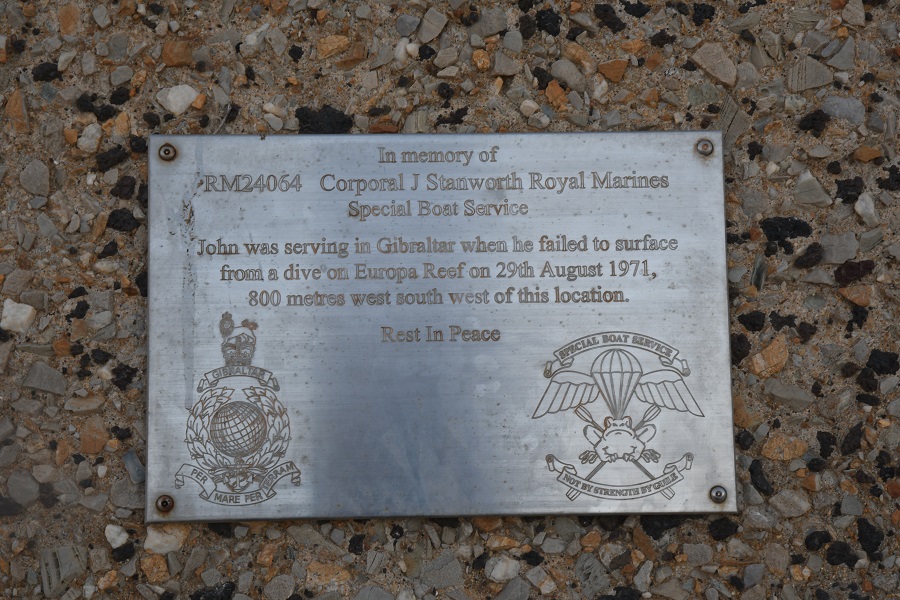 In memory of
RM24064 Corporal J Stanworth Royal Marines
Special Boat Service
John was serving in Gibraltar when he failed to surface
from a dive on Europa Reef on 29th August 1971,
800 metres west south west of this location.
Rest In Peace
GIBRALTAR
PER MARE PER TERRAM
SPECIAL BOAT SERVICE
NOT BY STRENGTH BY GUILE